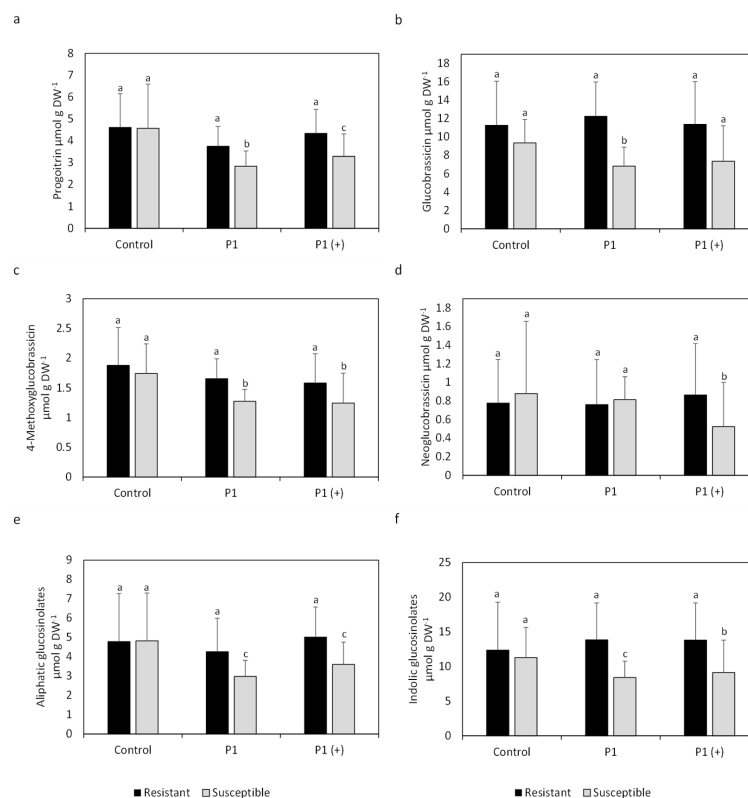 a
Progoitrin μmol g DW-1
8
7
6
5
4
3
2
1
0
a a
a b
a c
Control P1 P1 (+)
b
Glucobrassicin μmol g DW-1
18
16
14
12
10
8
6
4
2
0
a a
a b
a a
Control P1 P1 (+)
c
4-Methoxyglucobrassicin
μmol g DW-1
3
2.5
2
1.5
1
0.5
0
a a
a b
a b
Control P1 P1 (+)
d
Neoglucobrassicin μmol g DW-1
1.8
1.6
1.4
1.2
1
0.8
0.6
0.4
0.2
0
a a
a a
a b
Control P1 P1 (+)
e
Aliphatic glucosinolates
μmol g DW-1
9
8
7
6
5
4
3
2
1
0
a a
a c
a c
Control P1 P1 (+)
Resistant Susceptible
f
Indolic glucosinolates
μmol g DW-1
25
20
15
10
5
0
a a
a c
a b
Control P1 P1 (+)
Resistant Susceptible